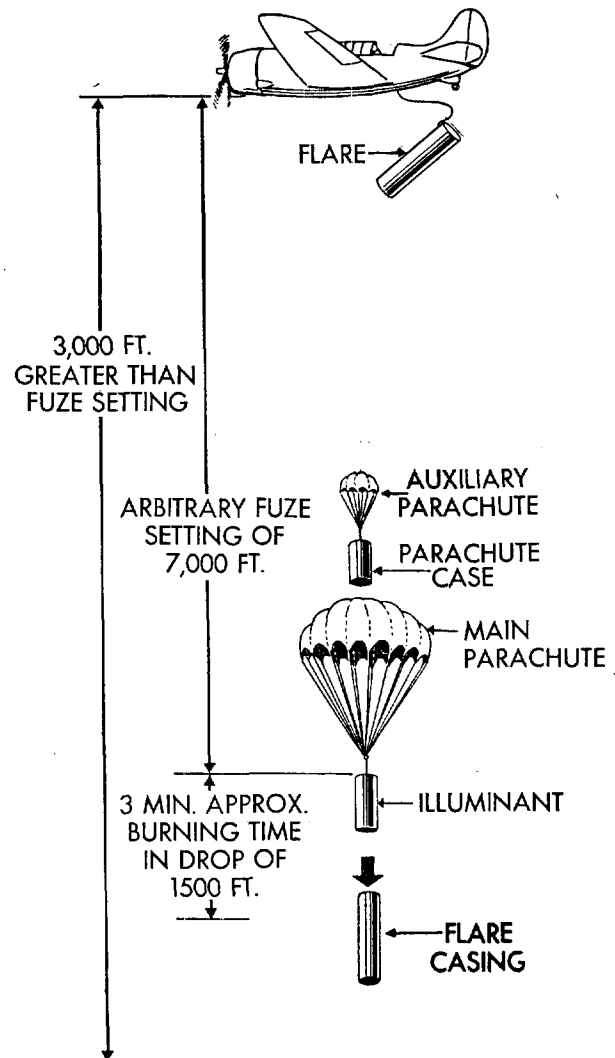 FLARE
3,000 FT.
GREATER THAN
FUZE SETTING
ARBITRARY FUZE
SETTING OF
7,000 FT.
AUXILIARY
PARACHUTE
PARACHUTE
CASE
MAIN
PARACHUTE
3 MIN. APPROX.
BURNING TIME
IN DROP OF
1500 FT.
ILLUMINANT
FLARE
CASING